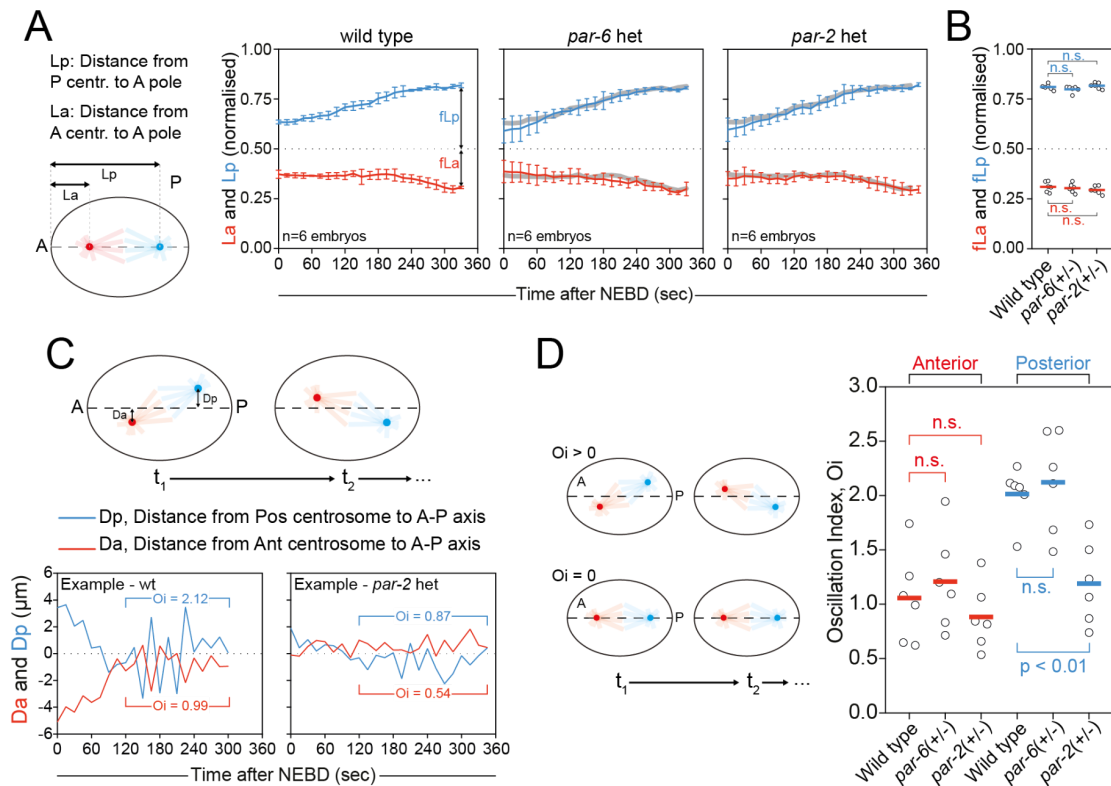 A
Lp: Distance from
P centr. to A pole
La: Distance from
A centr. to A pole
Lp
La
P
A
La and Lp (normalised)
1.00
0.75
0.50
0.25
0.00
wild type
fLp
fLa
n=6 embryos
0 60 120 180 240 300 360
par-6 het
n=6 embryos
0 60 120 180 240 300 360
par-2 het
n=6 embryos
0 60 120 180 240 300 360
Time after NEBD (sec)
B
fLa and fLp (normalised)
1.00
0.75
0.50
0.25
0.00
n.s.
n.s.
n.s.
n.s.
Wild type
par-6(+/-)
par-2(+/-)
C
A
Da
Dp
P
t1
t2
...
Dp, Distance from Pos centrosome to A-P axis
Da, Distance from Ant centrosome to A-P axis
Da and Dp (μm)
6
4
2
0
-2
-4
-6
Example - wt
Oi = 2.12
Oi = 0.99
0 60 120 180 240 300 360
Example - par-2 het
Oi = 0.87
Oi = 0.54
0 60 120 180 240 300 360
Time after NEBD (sec)
D
Oi > 0
A
P
Oi = 0
A
P
t1
t2
...
Anterior
Posterior
Oscillation Index, Oi
3.0
2.5
2.0
1.5
1.0
0.5
0.0
n.s.
n.s.
n.s.
p < 0.01
Wild type
par-6(+/-)
par-2(+/-)
Wild type
par-6(+/-)
par-2(+/-)